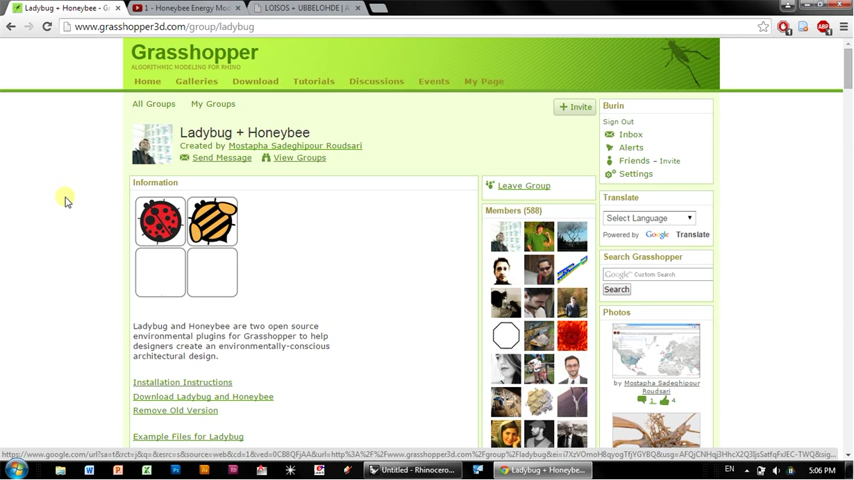 Ladybug + Honeybee - G
1 - Honeybee Energy Mod
LOISOS + UBBELOHDE | A
www.grasshopper3d.com/group/ladybug
Grasshopper
ALGORITHMIC MODELING FOR RHINO
Home Galleries Download Tutorials Discussions Events My Page
All Groups My Groups
+ Invite
Ladybug + Honeybee
Created by Mostapha Sadeghipour Roudsari
Send Message View Groups
Information
Ladybug and Honeybee are two open source
environmental plugins for Grasshopper to help
designers create an environmentally-conscious
architectural design.
Installation Instructions
Download Ladybug and Honeybee
Remove Old Version
Example Files for Ladybug
Leave Group
Members (588)
Burin
Sign Out
Inbox
Alerts
Friends – Invite
Settings
Translate
Select Language
Powered by Google Translate
Search Grasshopper
Google Custom Search
Search
Photos
by Mostapha Sadeghipour
Roudsari
1 4
Untitled - Rhinocero...
Ladybug + Honeybe...
EN
5:06 PM